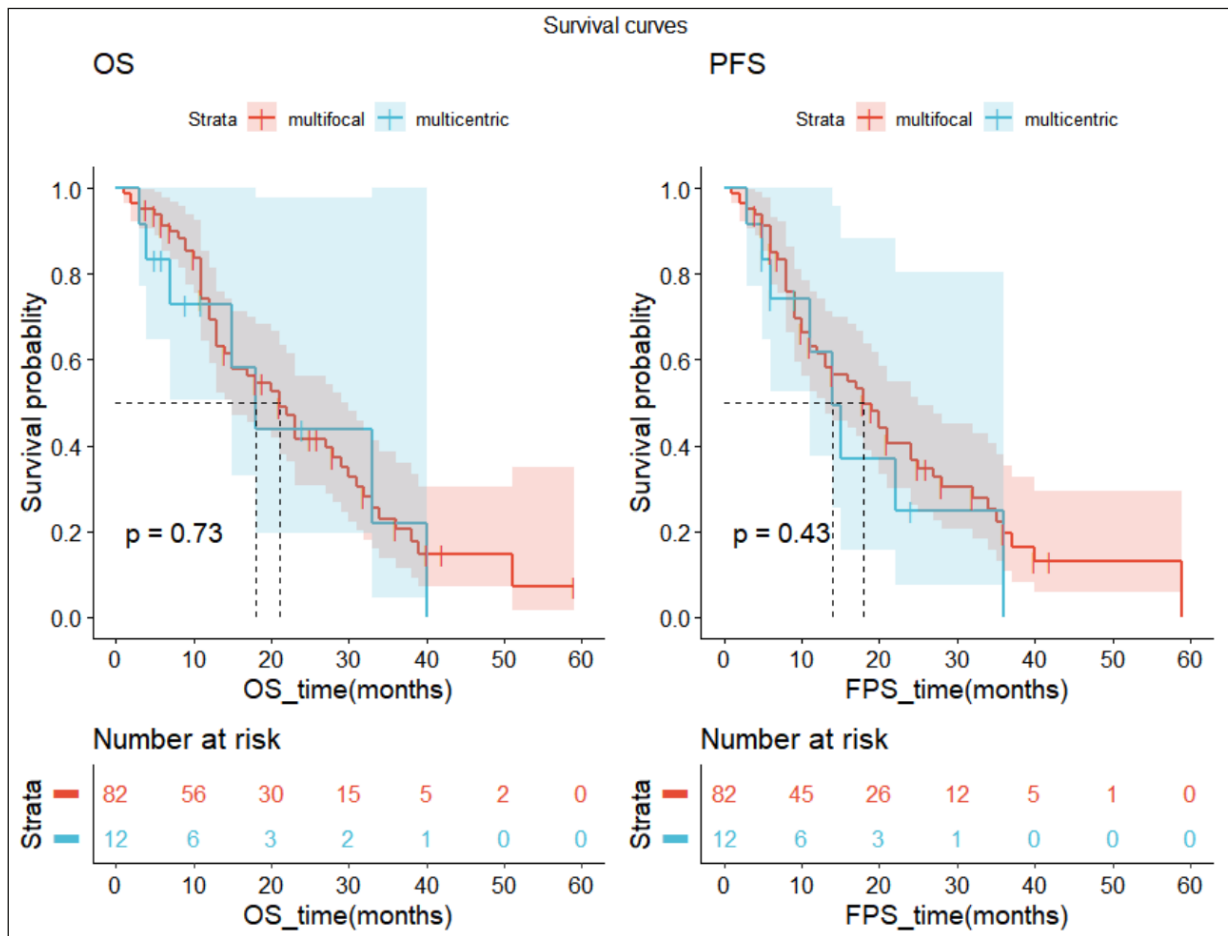 Survival curves
OS
Strata multifocal multicentric
Survival probablity
1.0
0.8
0.6
0.4
0.2
0.0
p = 0.73
0 10 20 30 40 50 60
OS_time(months)
Number at risk
Strata
82 56 30 15 5 2 0
12 6 3 2 1 0 0
0 10 20 30 40 50 60
OS_time(months)
PFS
Strata multifocal multicentric
Survival probablity
1.0
0.8
0.6
0.4
0.2
0.0
p = 0.43
0 10 20 30 40 50 60
FPS_time(months)
Number at risk
Strata
82 45 26 12 5 1 0
12 6 3 1 0 0 0
0 10 20 30 40 50 60
FPS_time(months)